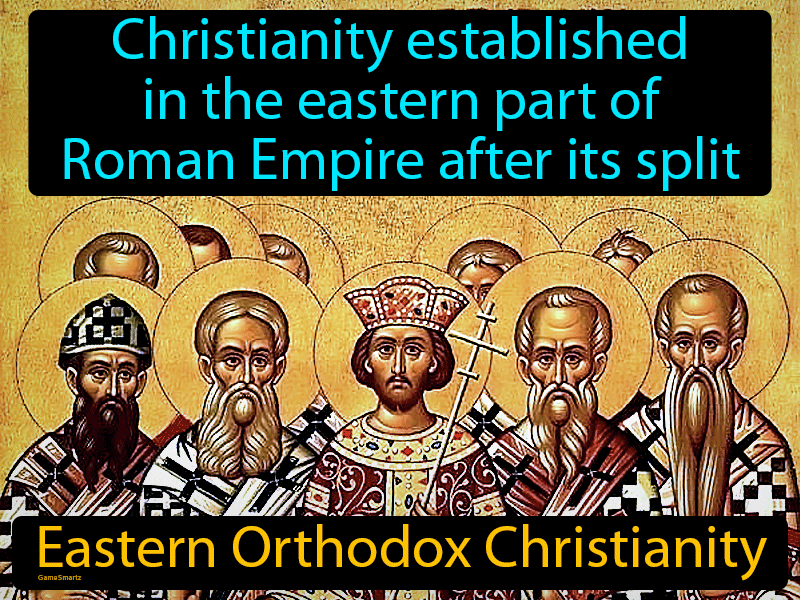 Christianity established
in the eastern part of
Roman Empire after its split
Eastern Orthodox Christianity
GameSmartz